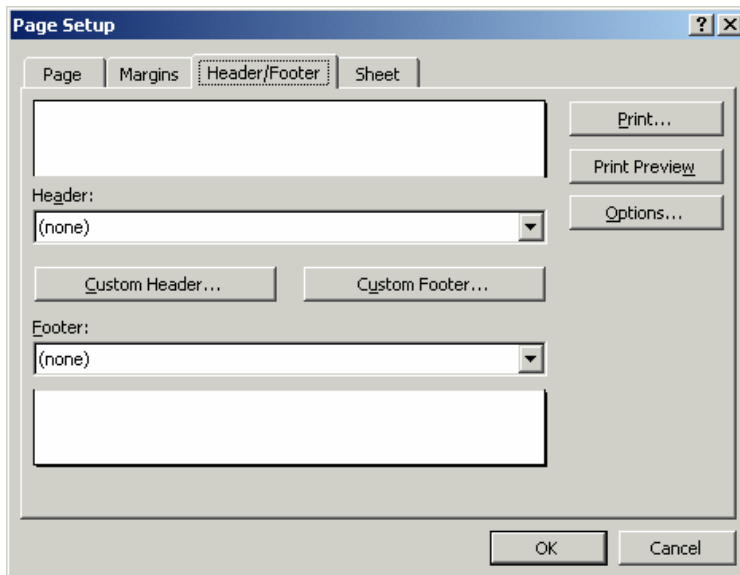 Page Setup
Page Margins Header/Footer Sheet
Print...
Print Preview
Header:
(none)
Options...
Custom Header... Custom Footer...
Footer:
(none)
OK Cancel